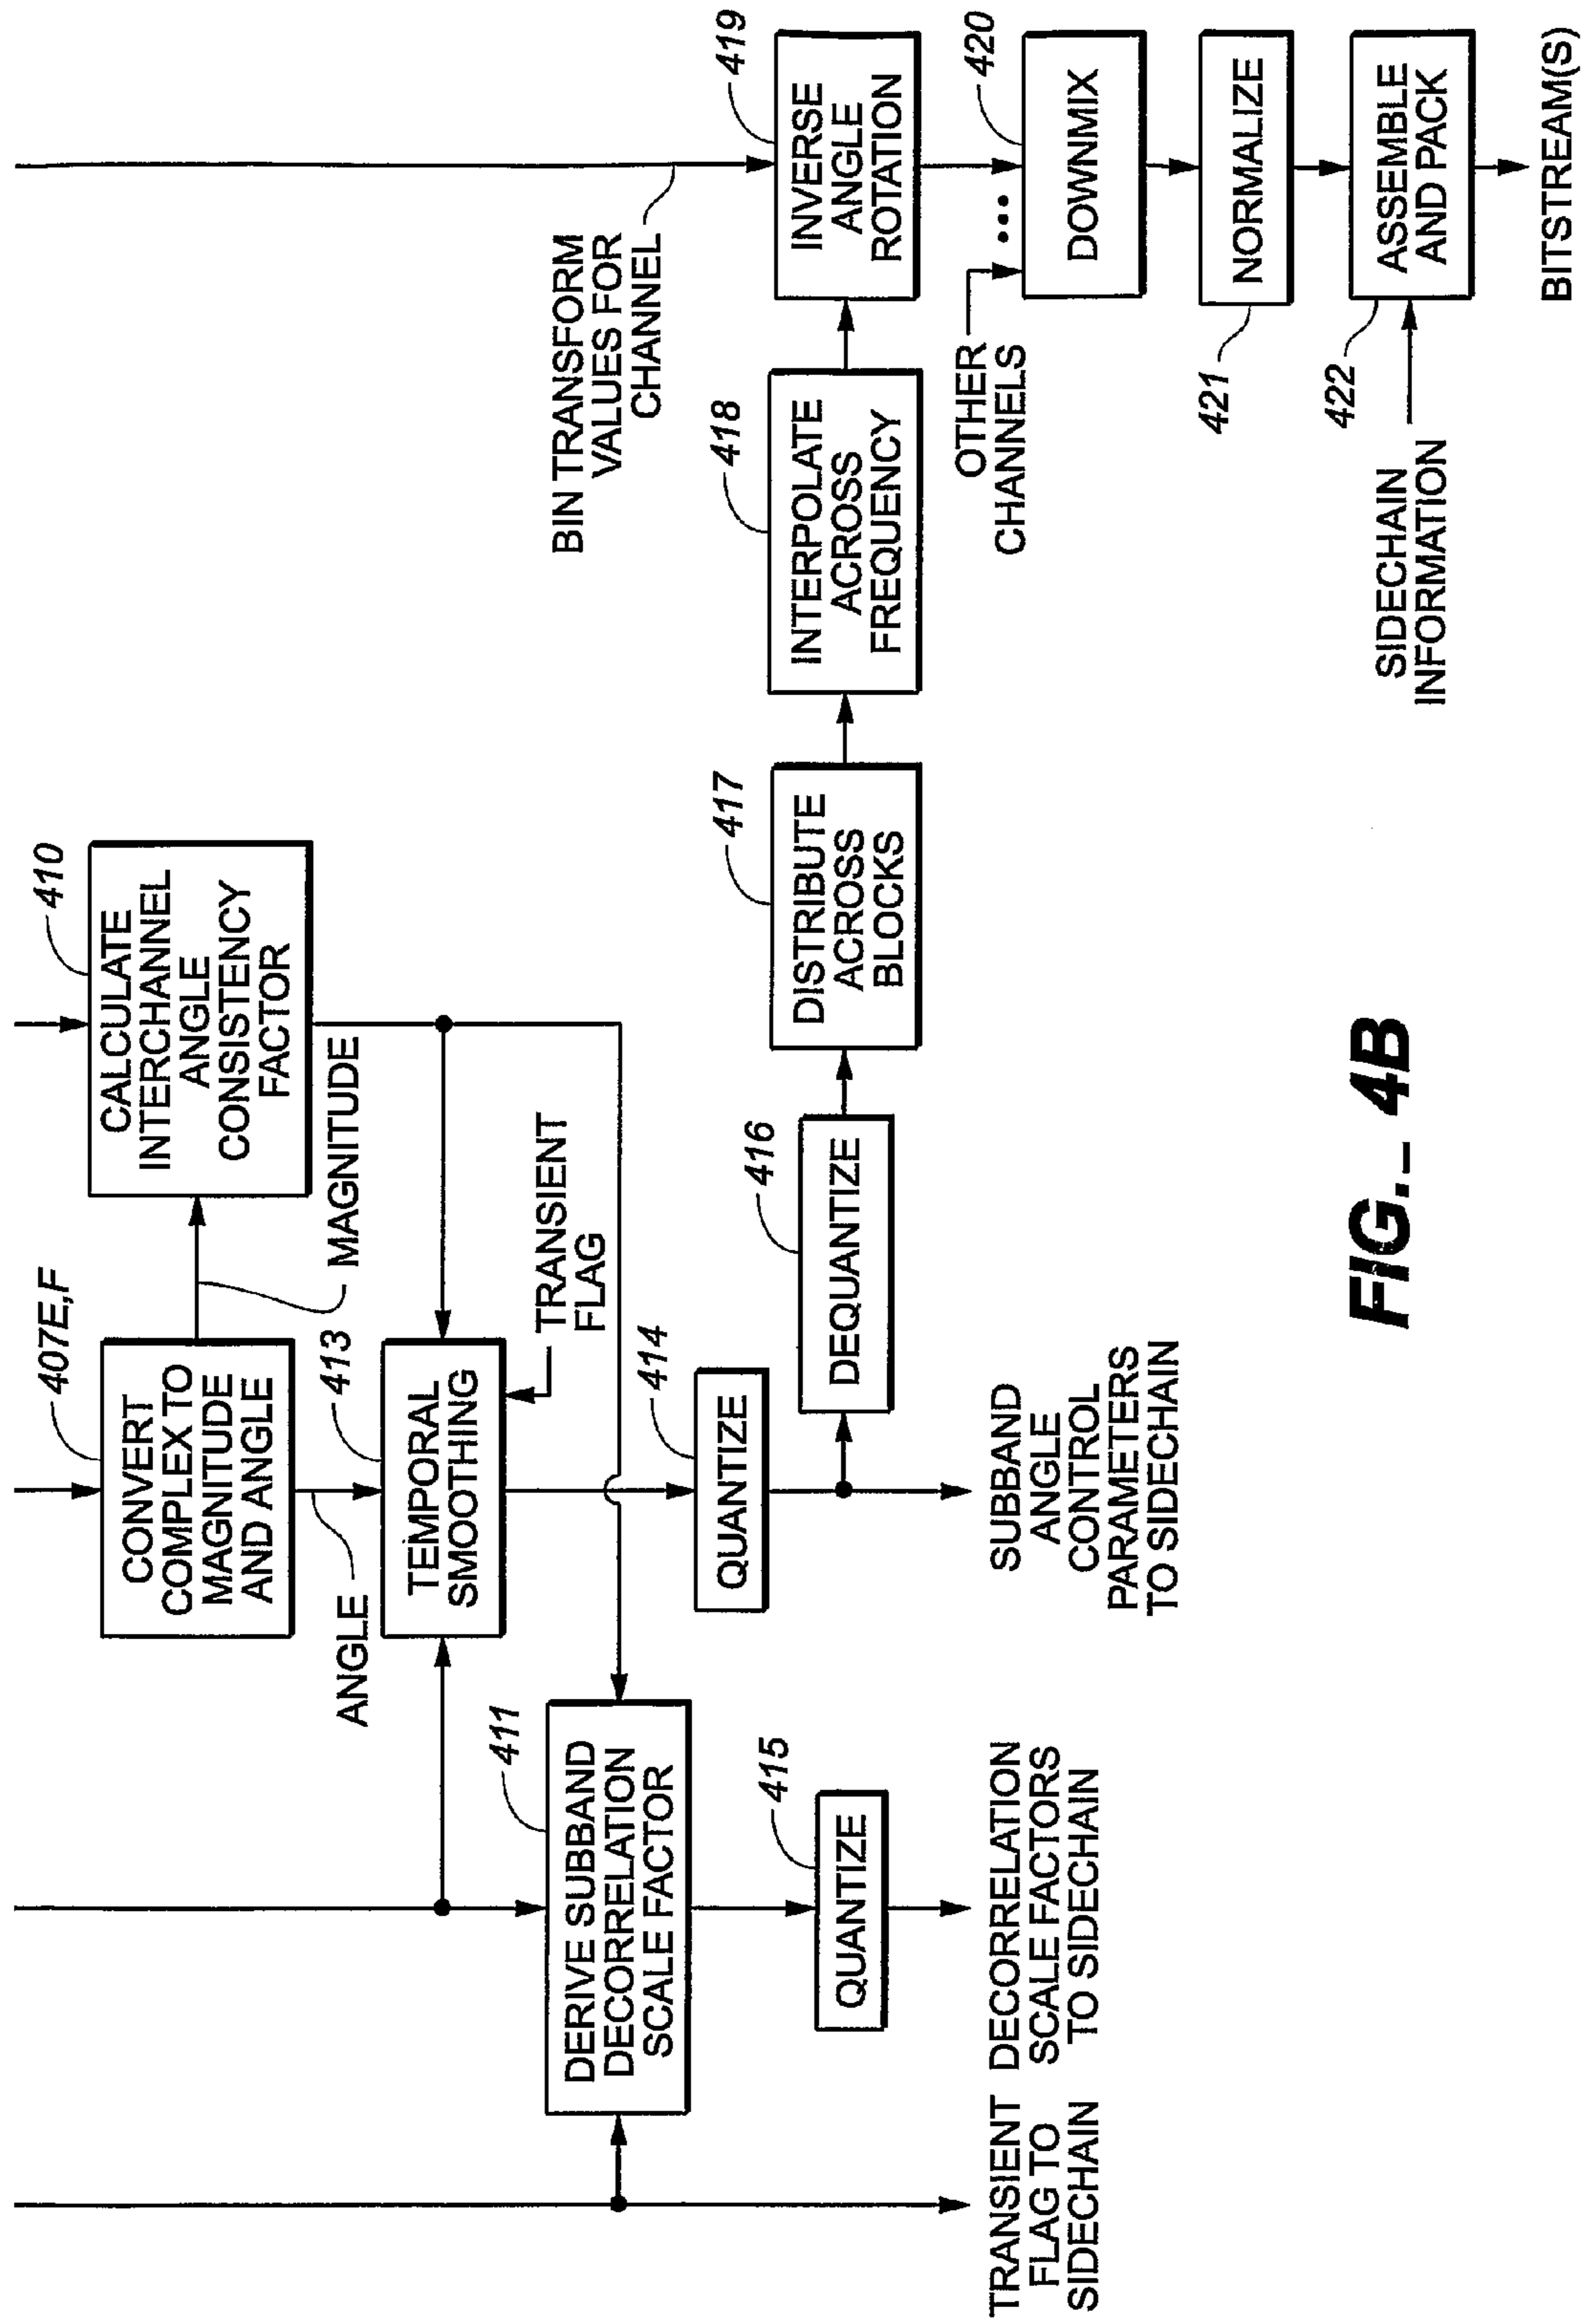 407E,F
CONVERT
COMPLEX TO
MAGNITUDE
AND ANGLE
410
CALCULATE
INTERCHANNEL
ANGLE
CONSISTENCY
FACTOR
MAGNITUDE
ANGLE
413
TEMPORAL
SMOOTHING
TRANSIENT
FLAG
411
DERIVE SUBBAND
DECORRELATION
SCALE FACTOR
414
QUANTIZE
415
QUANTIZE
416
DEQUANTIZE
417
DISTRIBUTE
ACROSS
BLOCKS
418
INTERPOLATE
ACROSS
FREQUENCY
BIN TRANSFORM
VALUES FOR
CHANNEL
419
INVERSE
ANGLE
ROTATION
OTHER
CHANNELS
...
420
DOWNMIX
421
NORMALIZE
422
ASSEMBLE
AND PACK
SIDECHAIN
INFORMATION
BITSTREAM(S)
TRANSIENT
FLAG TO
SIDECHAIN
DECORRELATION
SCALE FACTORS
TO SIDECHAIN
SUBBAND
ANGLE
CONTROL
PARAMETERS
TO SIDECHAIN
FIG._ 4B